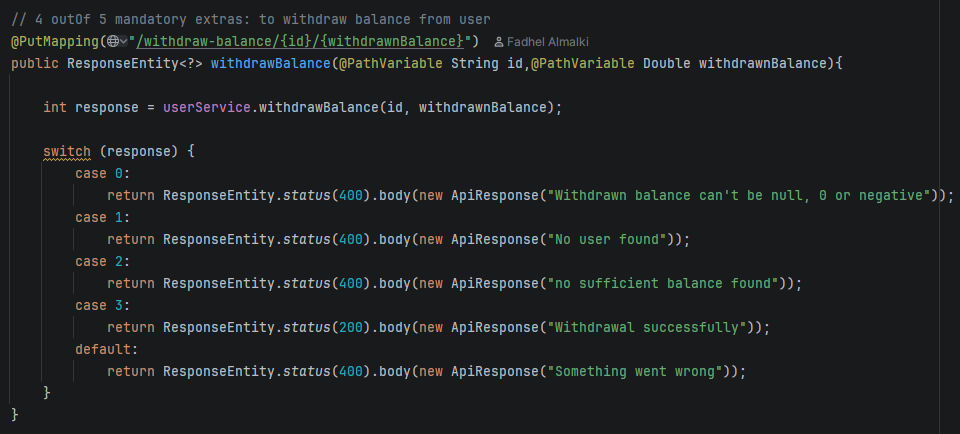 // 4 outOf 5 mandatory extras: to withdraw balance from user
@PutMapping("/withdraw-balance/{id}/{withdrawnBalance}") Fadhel Almalki
public ResponseEntity<?> withdrawBalance(@PathVariable String id,@PathVariable Double withdrawnBalance){
int response = userService.withdrawBalance(id, withdrawnBalance);
switch (response) {
case 0:
return ResponseEntity.status(400).body(new ApiResponse("Withdrawn balance can't be null, 0 or negative"));
case 1:
return ResponseEntity.status(400).body(new ApiResponse("No user found"));
case 2:
return ResponseEntity.status(400).body(new ApiResponse("no sufficient balance found"));
case 3:
return ResponseEntity.status(200).body(new ApiResponse("Withdrawal successfully"));
default:
return ResponseEntity.status(400).body(new ApiResponse("Something went wrong"));
}
}